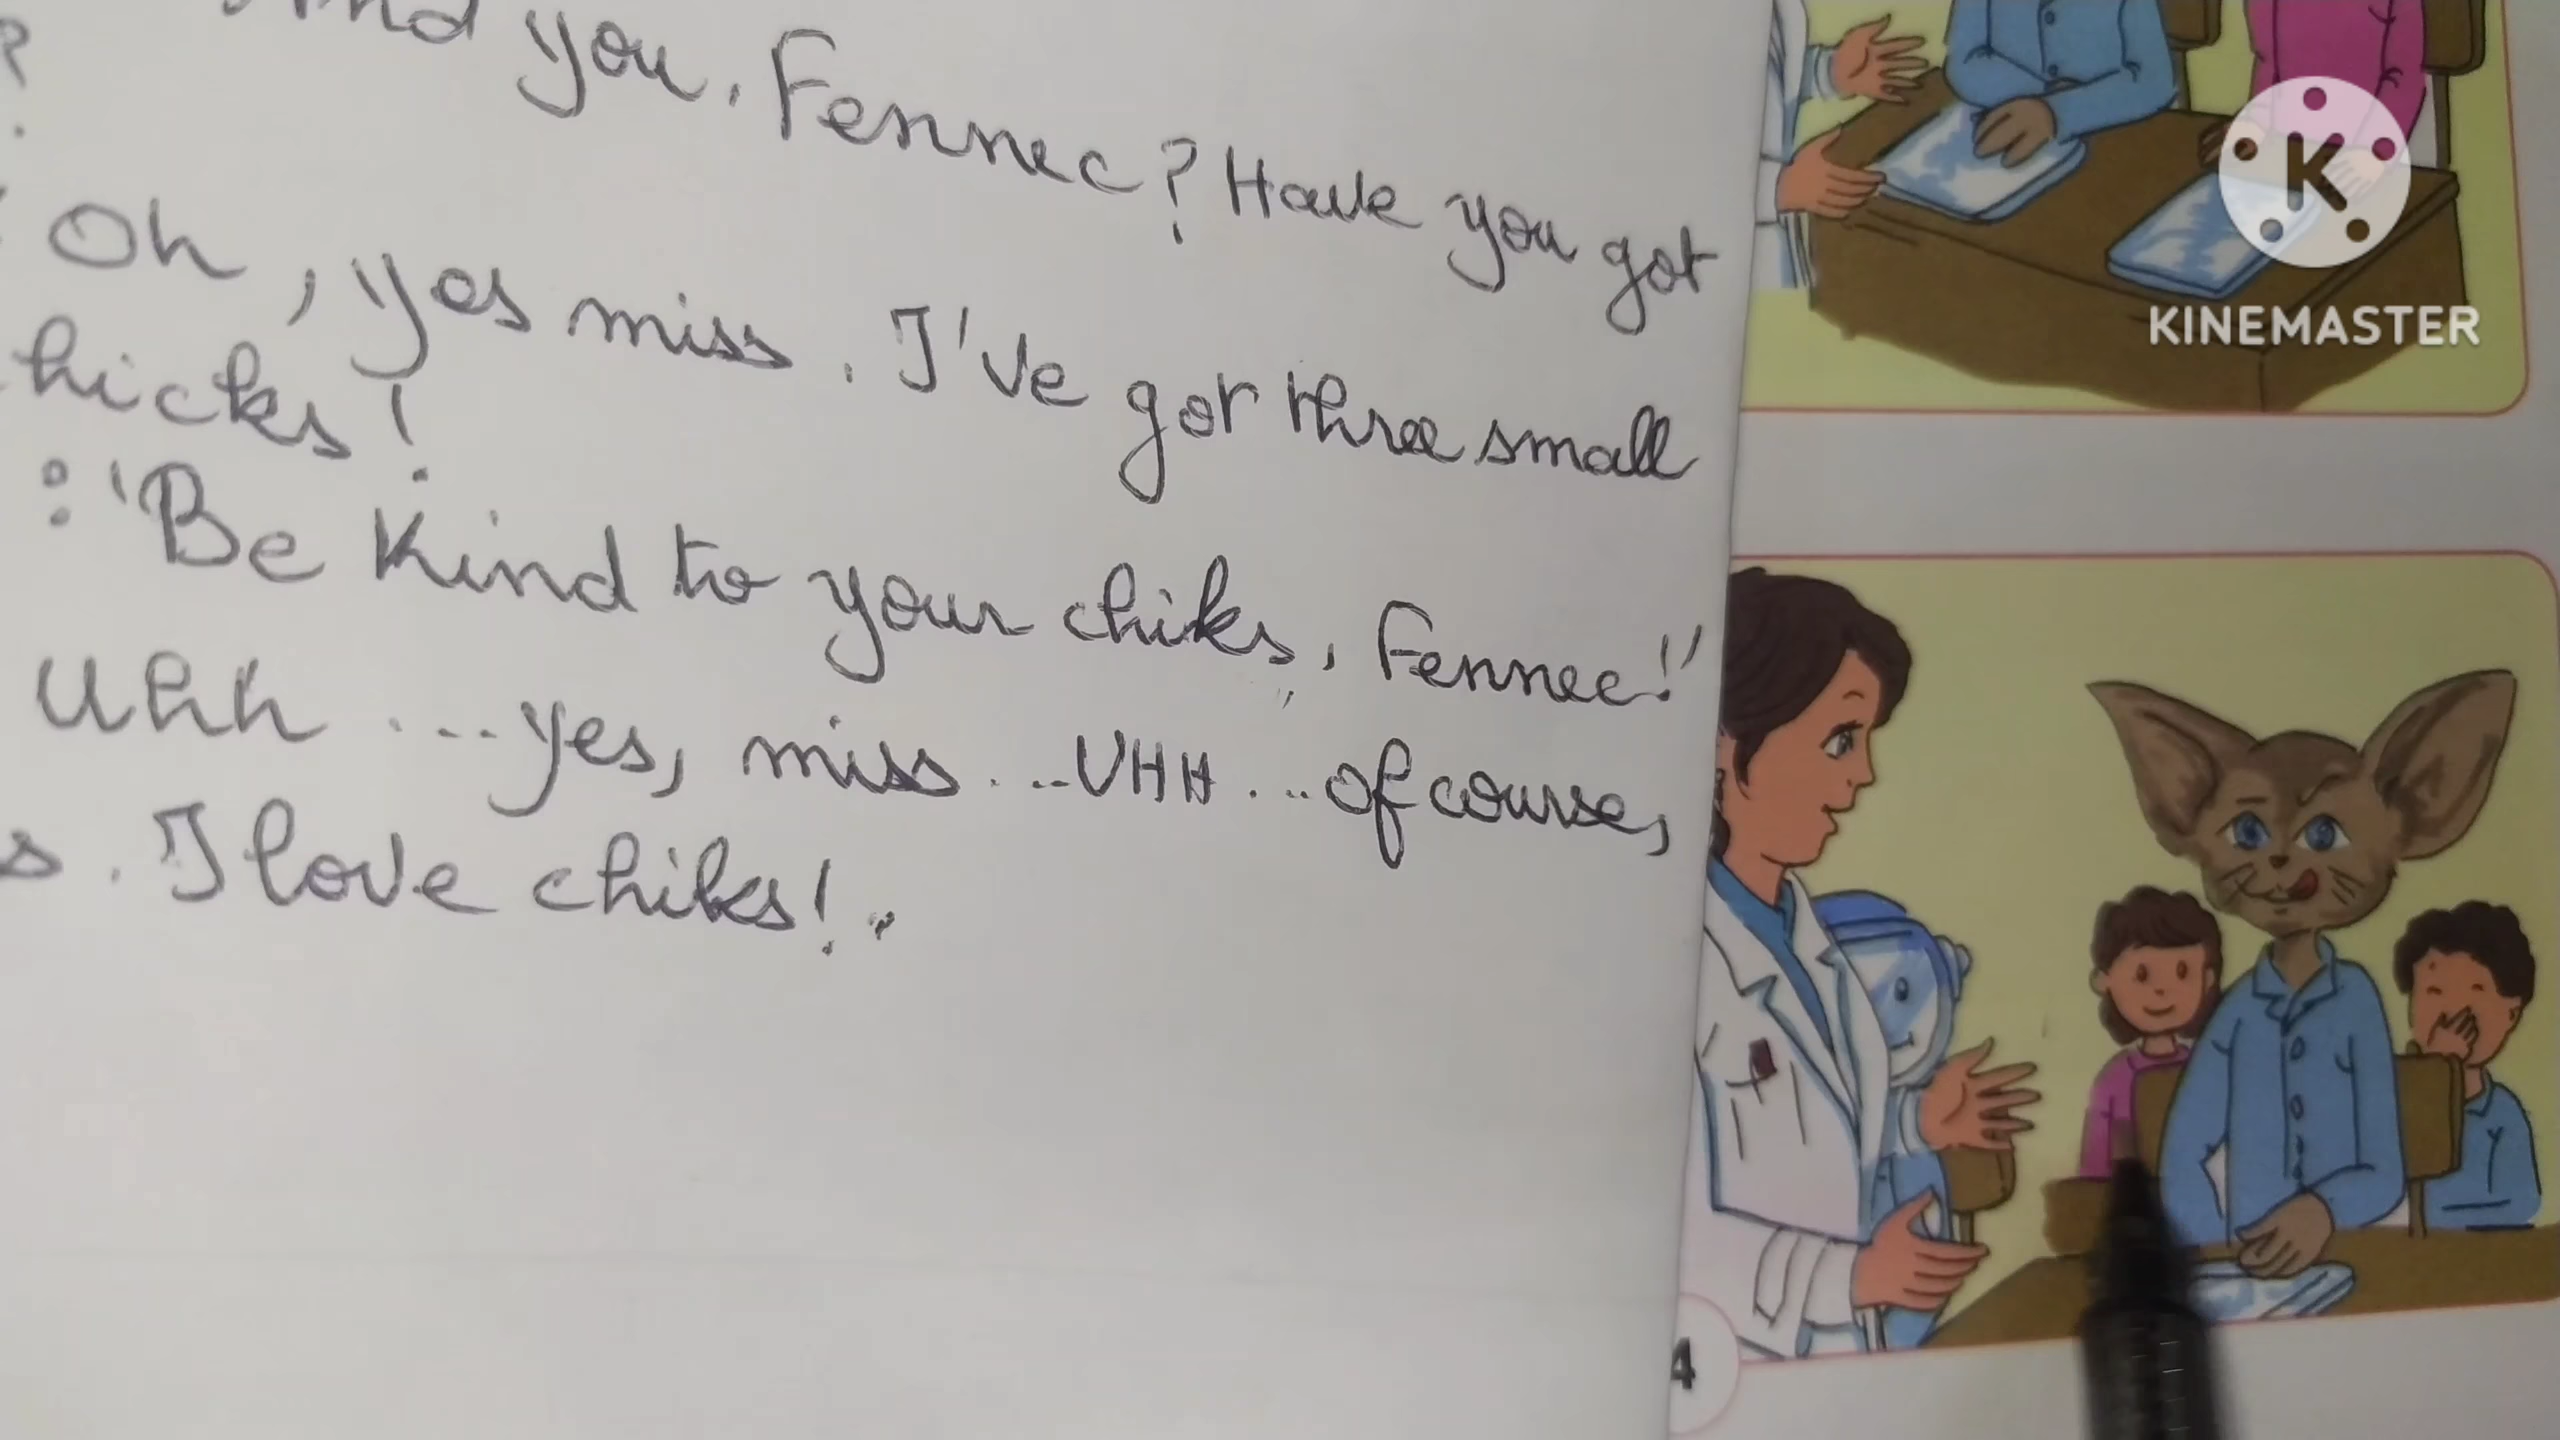 And you, Fennec? Have you got
?
Oh, yes miss. I've got three small
hicks!
: "Be Kind to your chiks, Fennec!"
Uhh ... yes, miss ... UHH ... of course,
s. I love chiks!.
K
KINEMASTER
4